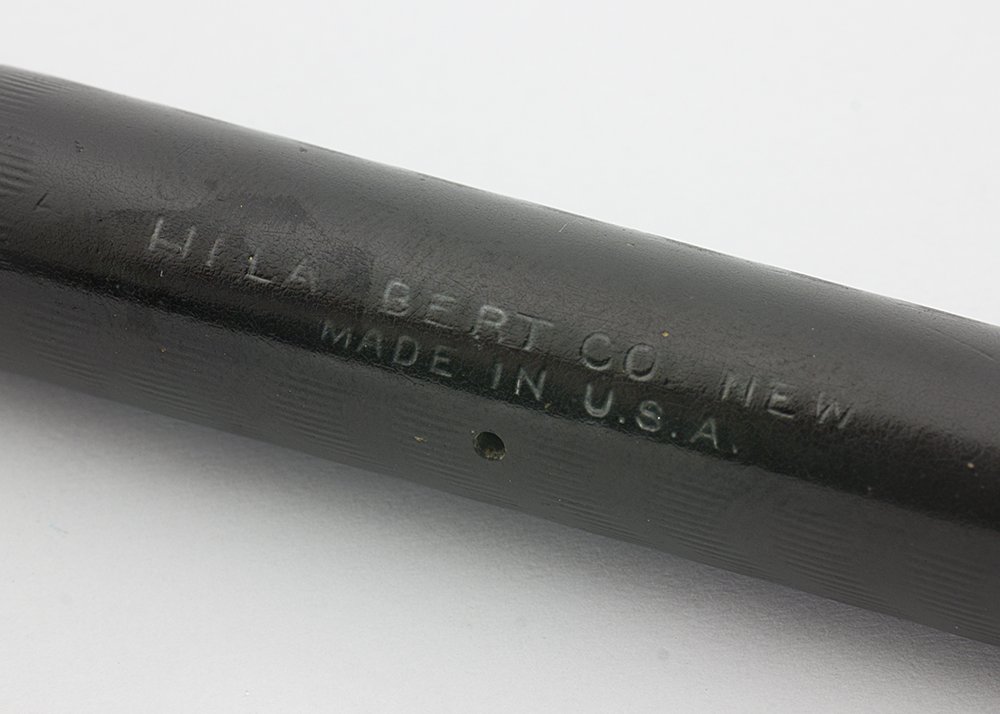 HILA BERT CO NEW
MADE IN U.S.A.